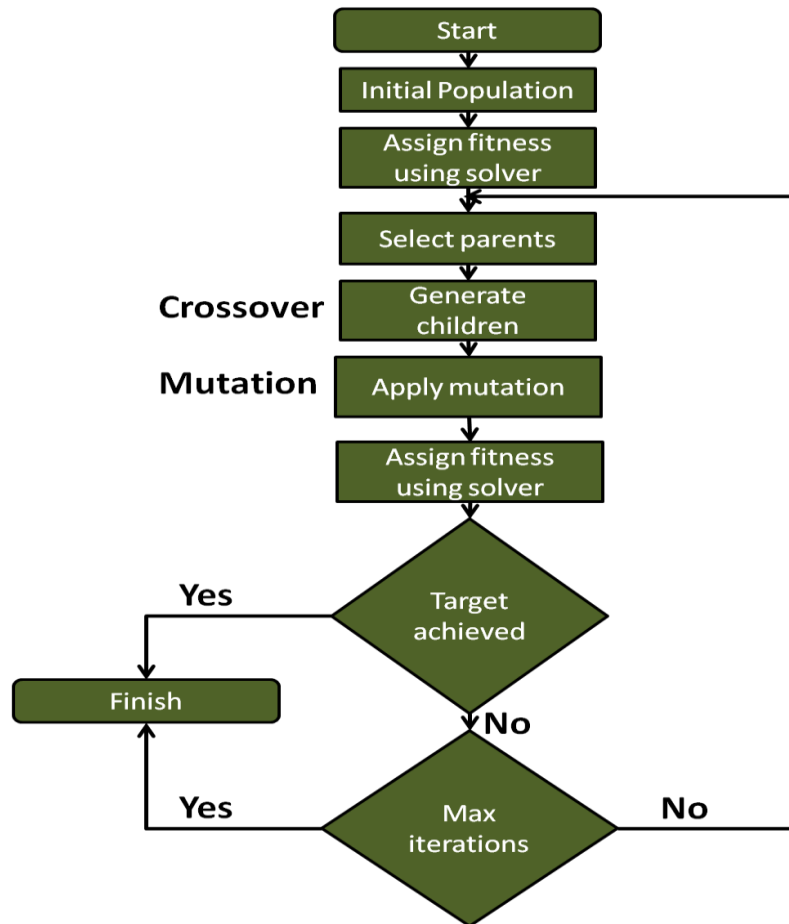 Start
Initial Population
Assign fitness
using solver
Select parents
Crossover
Generate
children
Mutation
Apply mutation
Assign fitness
using solver
Yes
Target
achieved
Finish
No
Yes
Max
iterations
No